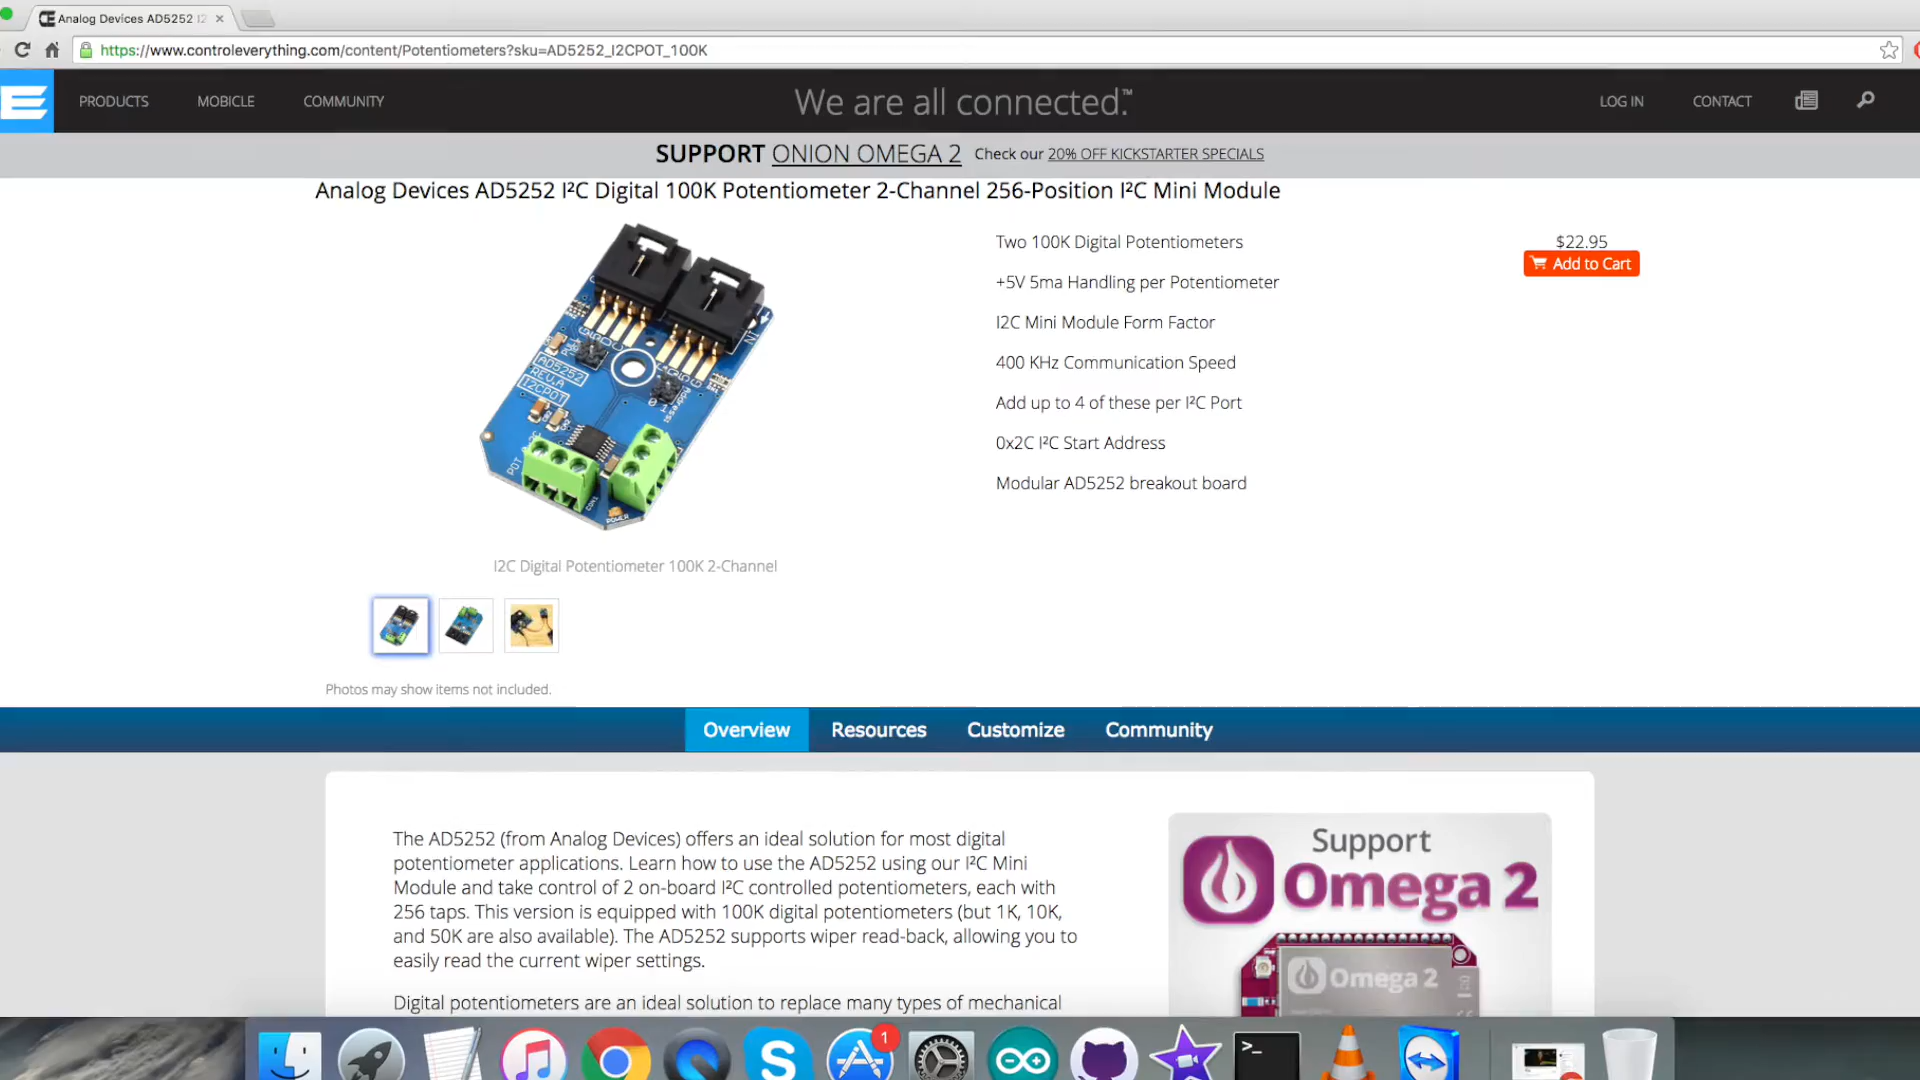 Analog Devices AD5252 I2
https://www.controleverything.com/content/Potentiometers?sku=AD5252_I2CPOT_100K
PRODUCTS
MOBICLE
COMMUNITY
We are all connected.™
LOG IN
CONTACT
SUPPORT ONION OMEGA 2 Check our 20% OFF KICKSTARTER SPECIALS
Analog Devices AD5252 I²C Digital 100K Potentiometer 2-Channel 256-Position I²C Mini Module
Two 100K Digital Potentiometers
+5V 5ma Handling per Potentiometer
I2C Mini Module Form Factor
400 KHz Communication Speed
Add up to 4 of these per I²C Port
0x2C I²C Start Address
Modular AD5252 breakout board
$22.95
Add to Cart
AD5252
REV.A
I2CPOT
Address
POT
CON1
POWER
IN
I2C Digital Potentiometer 100K 2-Channel
Photos may show items not included.
Overview
Resources
Customize
Community
The AD5252 (from Analog Devices) offers an ideal solution for most digital
potentiometer applications. Learn how to use the AD5252 using our I²C Mini
Module and take control of 2 on-board I²C controlled potentiometers, each with
256 taps. This version is equipped with 100K digital potentiometers (but 1K, 10K,
and 50K are also available). The AD5252 supports wiper read-back, allowing you to
easily read the current wiper settings.
Digital potentiometers are an ideal solution to replace many types of mechanical
Support
Omega 2
Omega 2
1
S
>_